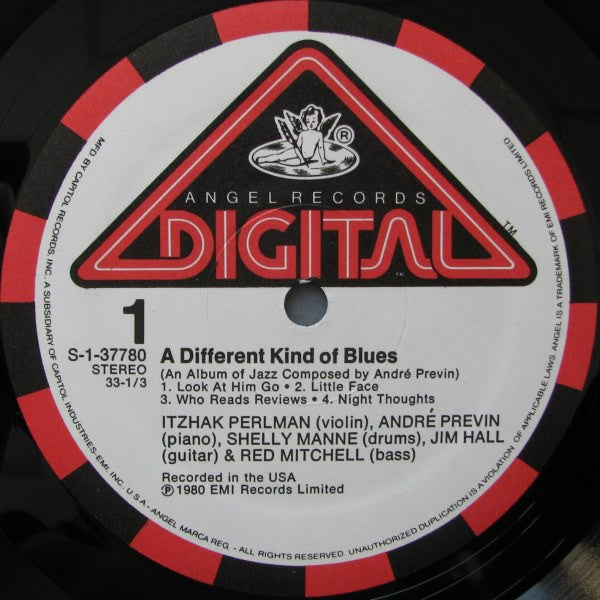 ®
ANGEL RECORDS
DIGITAL
™
™
1
S-1-37780
STEREO
33-1/3
A Different Kind of Blues
(An Album of Jazz Composed by André Previn)
1. Look At Him Go • 2. Little Face
3. Who Reads Reviews • 4. Night Thoughts
ITZHAK PERLMAN (violin), ANDRÉ PREVIN
(piano), SHELLY MANNE (drums), JIM HALL
(guitar) & RED MITCHELL (bass)
Recorded in the USA
℗ 1980 EMI Records Limited
MFD BY CAPITOL RECORDS, INC. A SUBSIDIARY OF CAPITOL INDUSTRIES-EMI, INC., U.S.A. • ANGEL MARCA REG. • ALL RIGHTS RESERVED. UNAUTHORIZED DUPLICATION IS A VIOLATION OF APPLICABLE LAWS. ANGEL IS A TRADEMARK OF EMI RECORDS LIMITED.